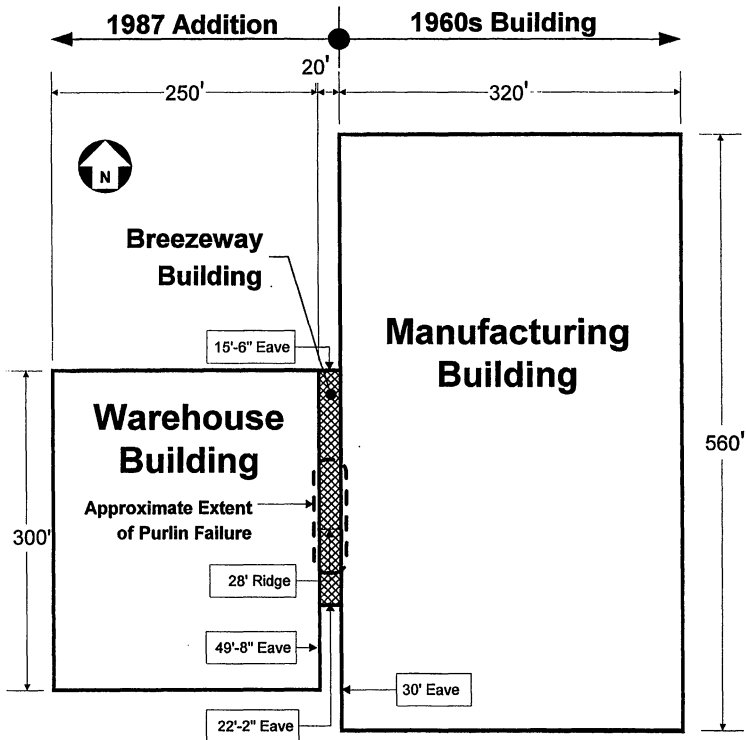 1987 Addition
1960s Building
20'
250'
320'
N
Breezeway
Building
15'-6" Eave
Manufacturing
Building
Warehouse
Building
560'
Approximate Extent
of Purlin Failure
300'
28' Ridge
49'-8" Eave
30' Eave
22'-2" Eave